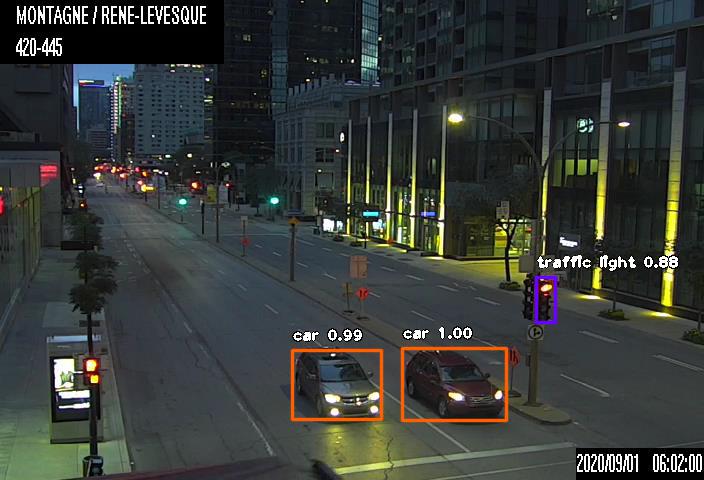 MONTAGNE / RENE-LEVESQUE
420-445
traffic light 0.88
car 0.99
car 1.00
2020/09/01 06:02:00